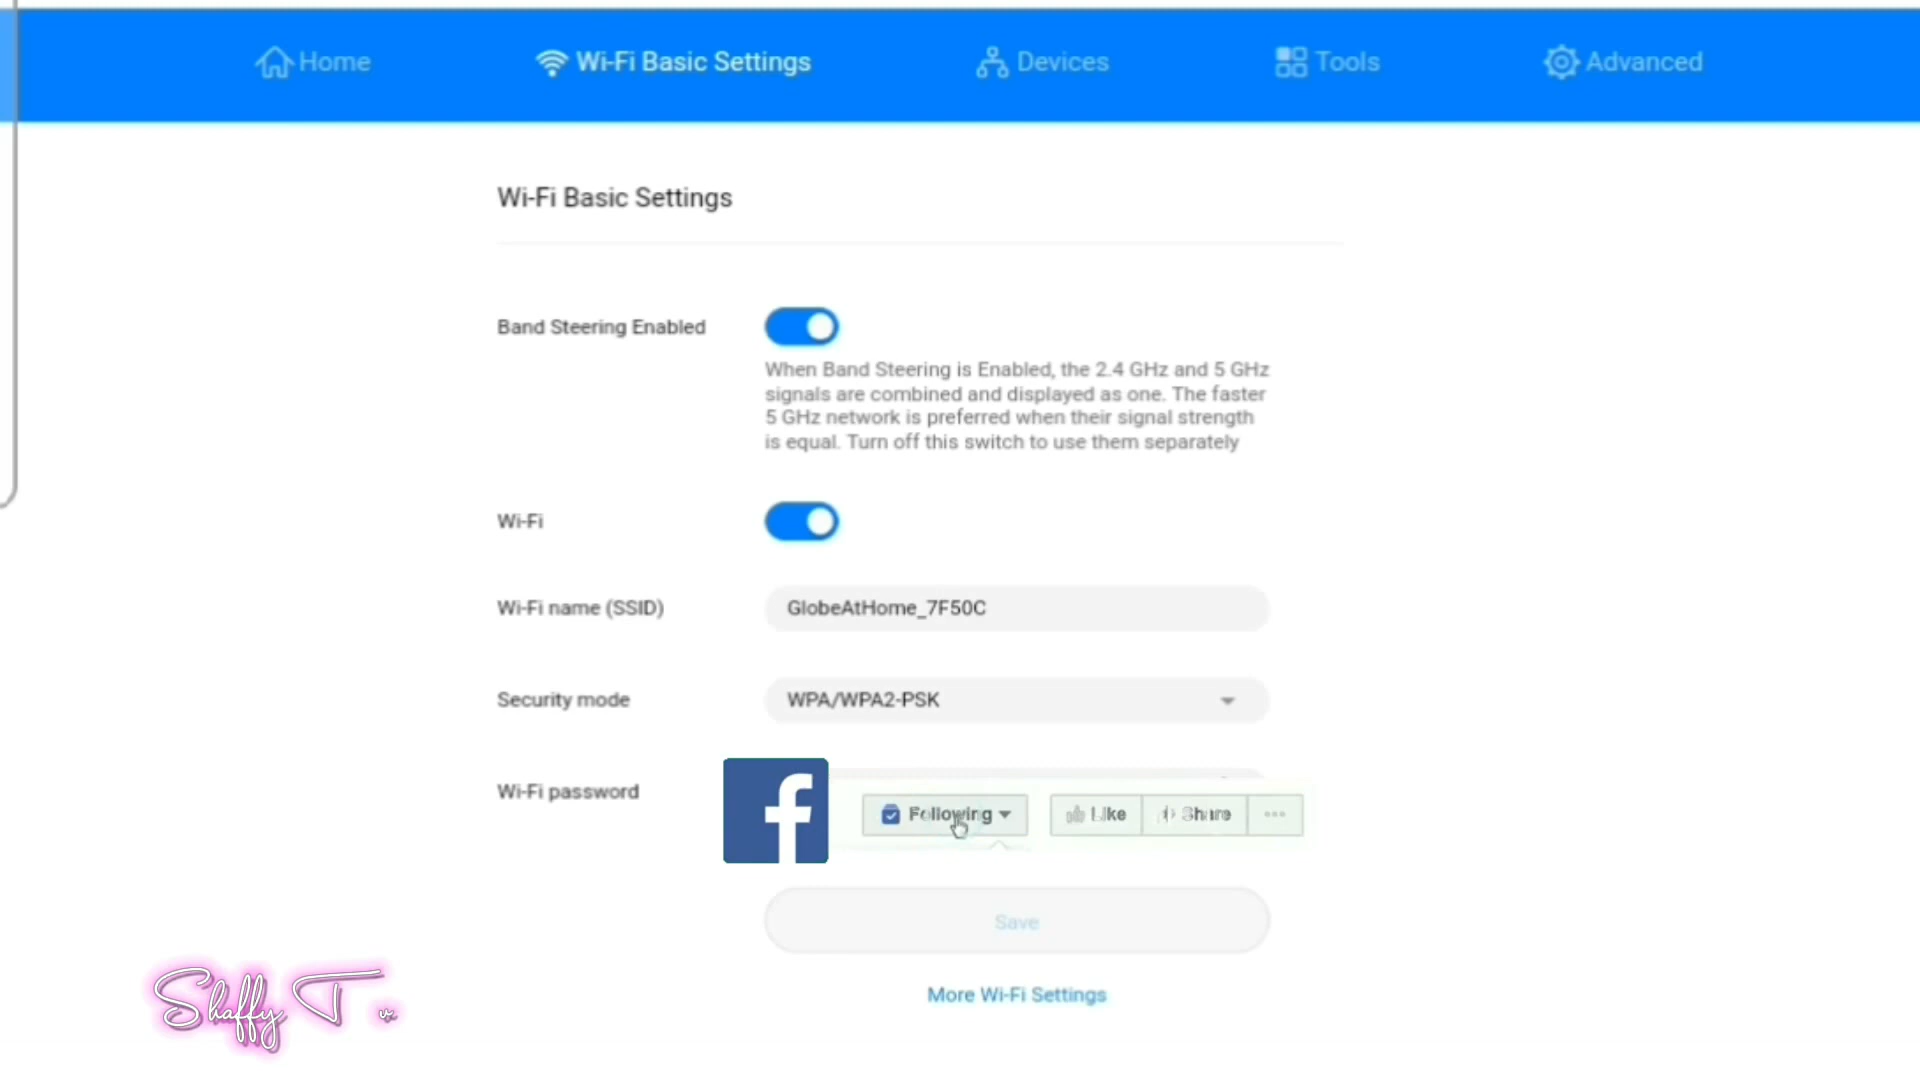 Home Wi-Fi Basic Settings Devices Tools Advanced
Wi-Fi Basic Settings
Band Steering Enabled
When Band Steering is Enabled, the 2.4 GHz and 5 GHz
signals are combined and displayed as one. The faster
5 GHz network is preferred when their signal strength
is equal. Turn off this switch to use them separately
Wi-Fi
Wi-Fi name (SSID) GlobeAtHome_7F50C
Security mode WPA/WPA2-PSK
Wi-Fi password
f Following Like Share
Save
More Wi-Fi Settings
Shaffy Tv